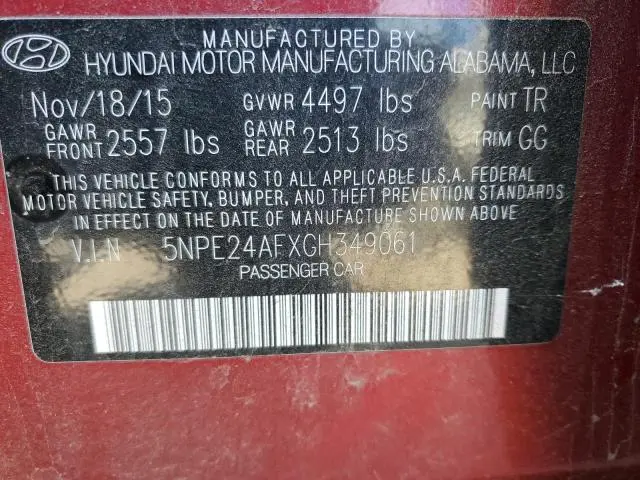 MANUFACTURED BY
HYUNDAI MOTOR MANUFACTURING ALABAMA, LLC
Nov/18/15 GVWR 4497 lbs PAINT TR
GAWR FRONT 2557 lbs GAWR REAR 2513 lbs TRIM GG
THIS VEHICLE CONFORMS TO ALL APPLICABLE U.S.A. FEDERAL
MOTOR VEHICLE SAFETY, BUMPER, AND THEFT PREVENTION STANDARDS
IN EFFECT ON THE DATE OF MANUFACTURE SHOWN ABOVE.
V.I.N 5NPE24AFXGH349061
PASSENGER CAR